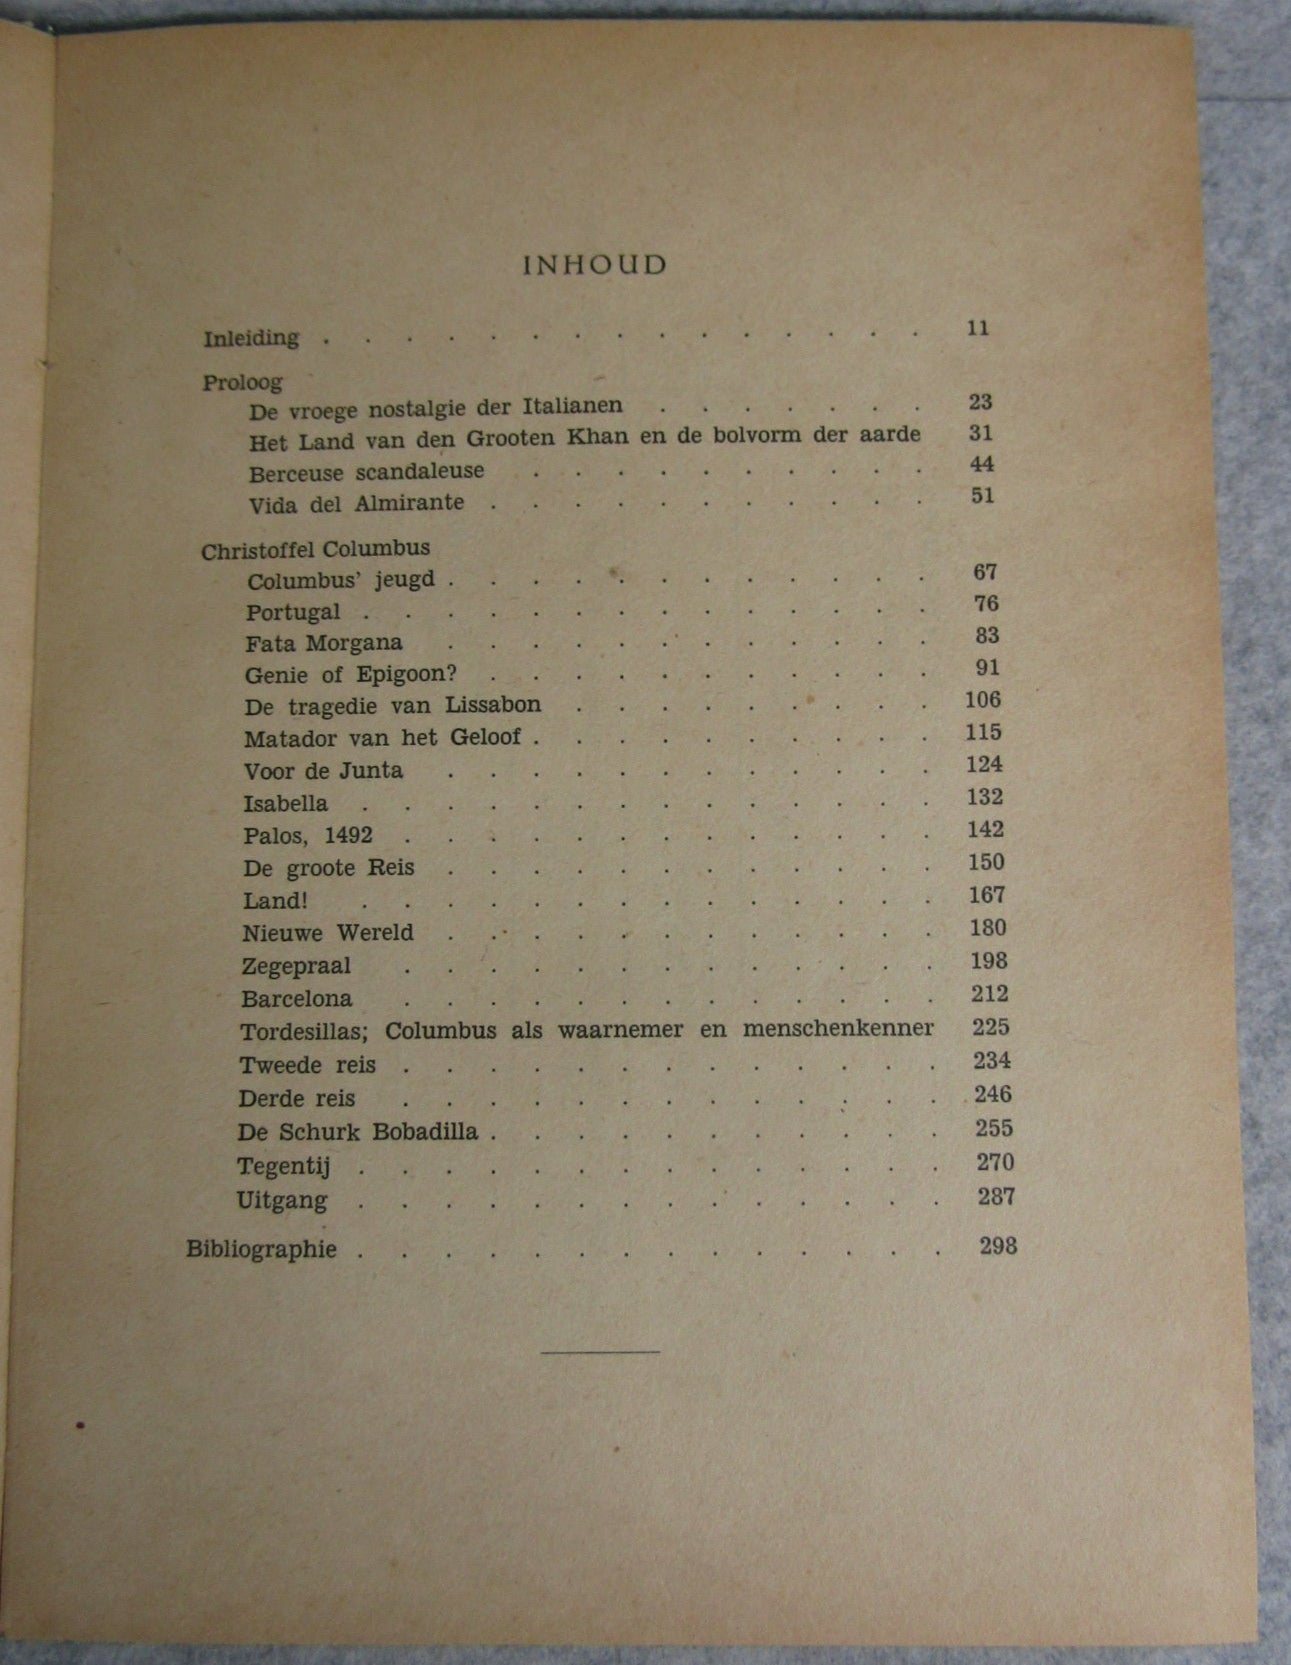 INHOUD
Inleiding . . . . . . . . . . . . . . . 11
Proloog
De vroege nostalgie der Italianen . . . . . . . 23
Het Land van den Grooten Khan en de bolvorm der aarde 31
Berceuse scandaleuse . . . . . . . . . . 44
Vida del Almirante . . . . . . . . . . . 51
Christoffel Columbus
Columbus' jeugd . . . . . . . . . . . . 67
Portugal . . . . . . . . . . . . . . 76
Fata Morgana . . . . . . . . . . . . 83
Genie of Epigoon? . . . . . . . . . . . 91
De tragedie van Lissabon . . . . . . . . . 106
Matador van het Geloof . . . . . . . . . . 115
Voor de Junta . . . . . . . . . . . . 124
Isabella . . . . . . . . . . . . . . 132
Palos, 1492 . . . . . . . . . . . . . 142
De groote Reis . . . . . . . . . . . . 150
Land! . . . . . . . . . . . . . . 167
Nieuwe Wereld . . . . . . . . . . . . 180
Zegepraal . . . . . . . . . . . . . 198
Barcelona . . . . . . . . . . . . . 212
Tordesillas; Columbus als waarnemer en menschenkenner 225
Tweede reis . . . . . . . . . . . . . 234
Derde reis . . . . . . . . . . . . . 246
De Schurk Bobadilla . . . . . . . . . . . 255
Tegentij . . . . . . . . . . . . . . 270
Uitgang . . . . . . . . . . . . . . 287
Bibliographie . . . . . . . . . . . . . . 298